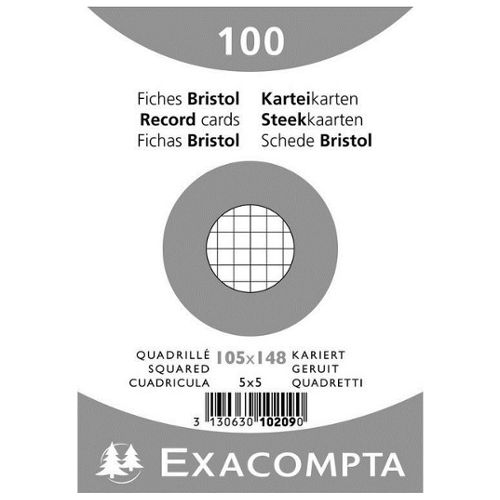 100
Fiches Bristol Karteikarten
Record cards Steekkaarten
Fichas Bristol Schede Bristol
QUADRILLÉ 105x148 KARIERT
SQUARED GERUIT
CUADRICULA 5x5 QUADRETTI
3 130630 102090
EXACOMPTA